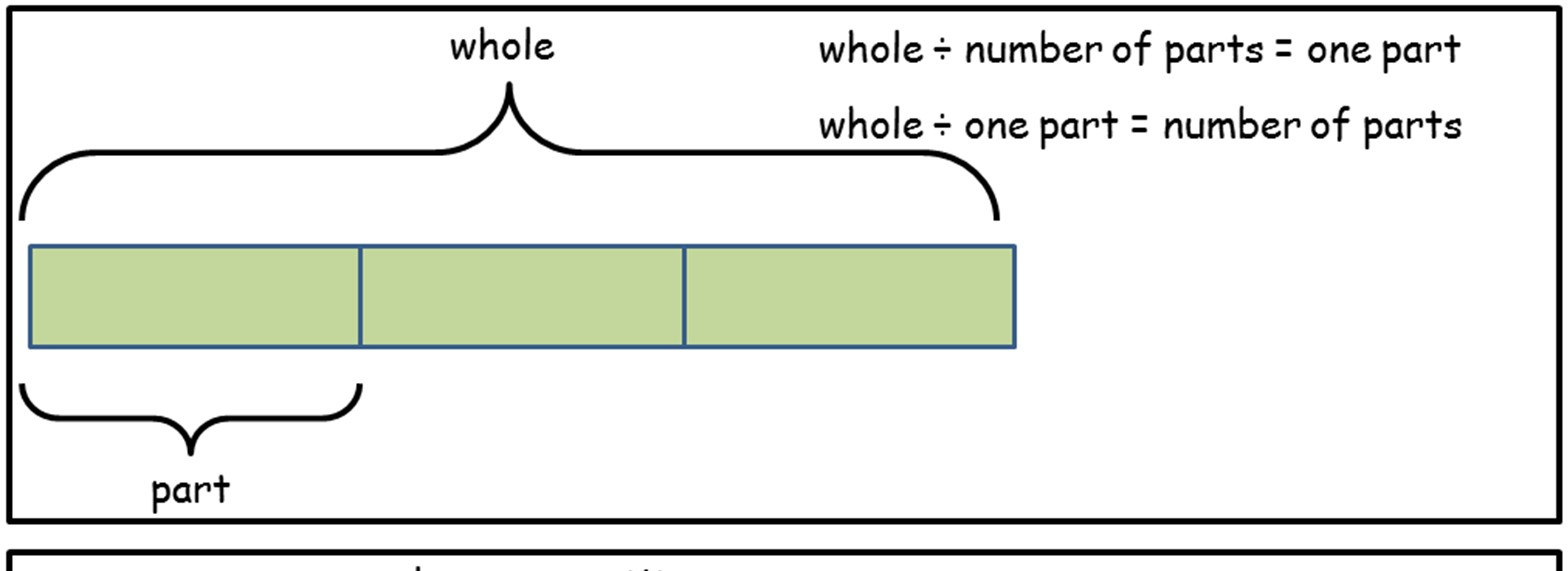 whole
whole ÷ number of parts = one part
whole ÷ one part = number of parts
part